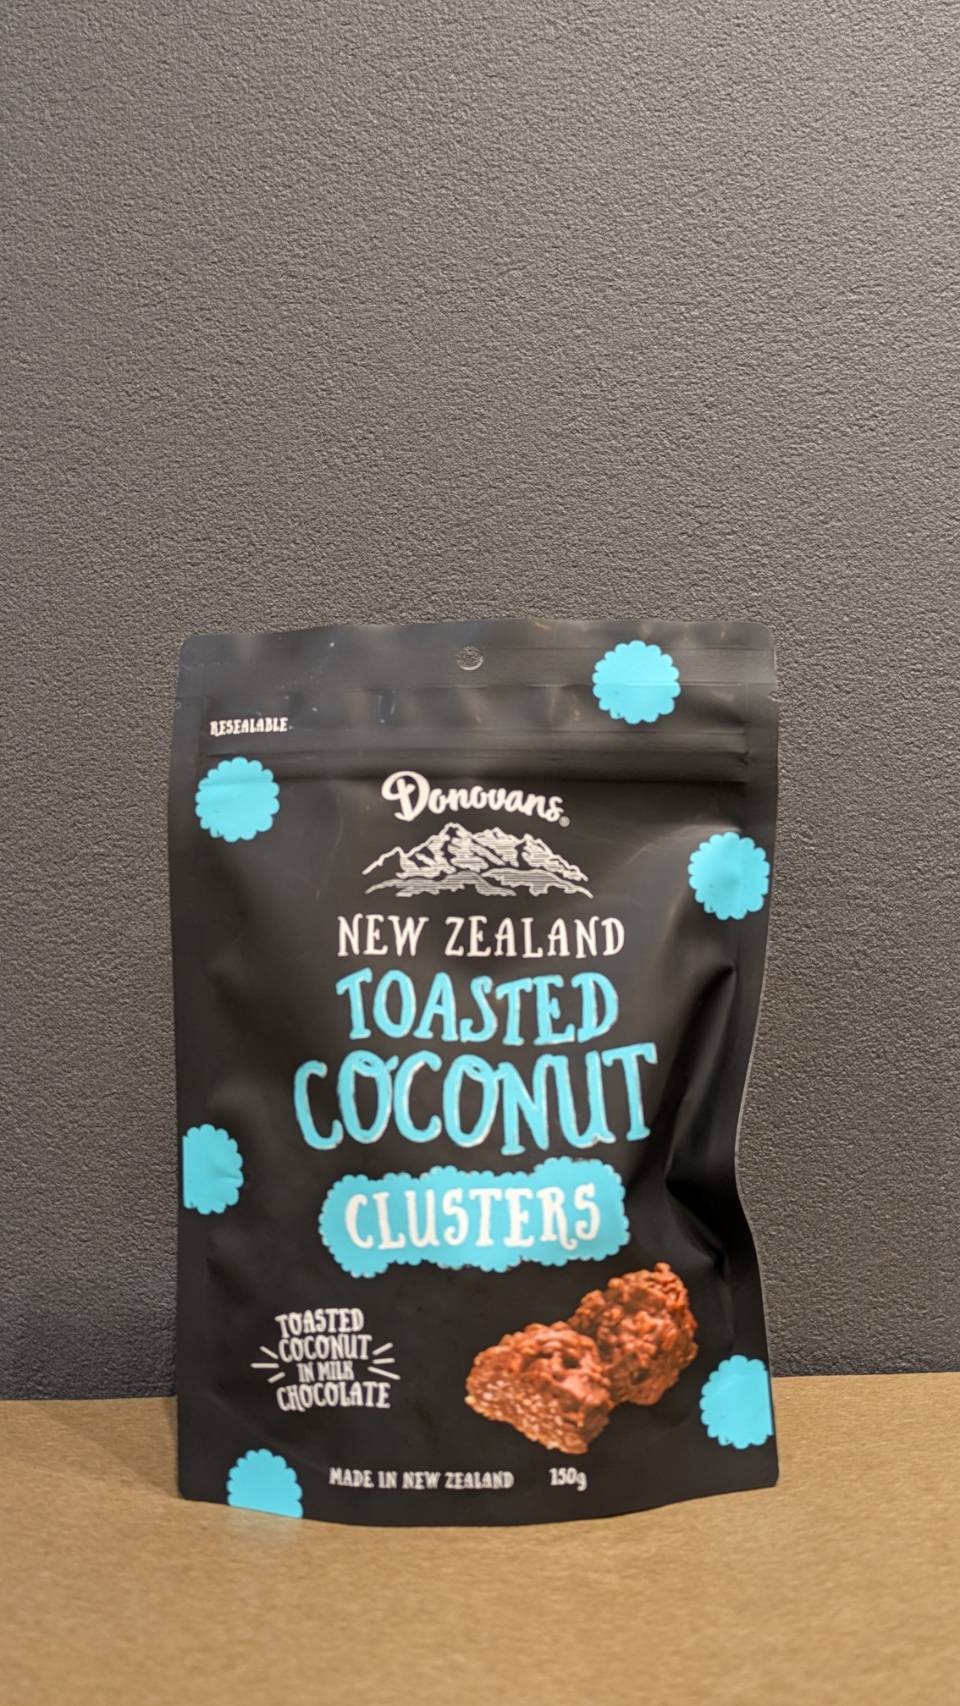 RESEALABLE
Donovans®
NEW ZEALAND
TOASTED
COCONUT
CLUSTERS
TOASTED
COCONUT
IN MILK
CHOCOLATE
MADE IN NEW ZEALAND 150g